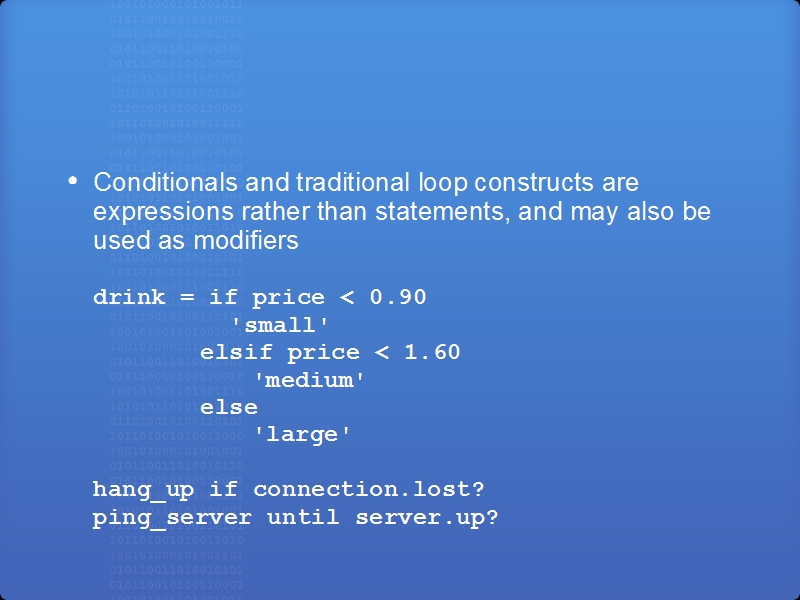 • Conditionals and traditional loop constructs are
expressions rather than statements, and may also be
used as modifiers
drink = if price < 0.90
'small'
elsif price < 1.60
'medium'
else
'large'
hang_up if connection.lost?
ping_server until server.up?